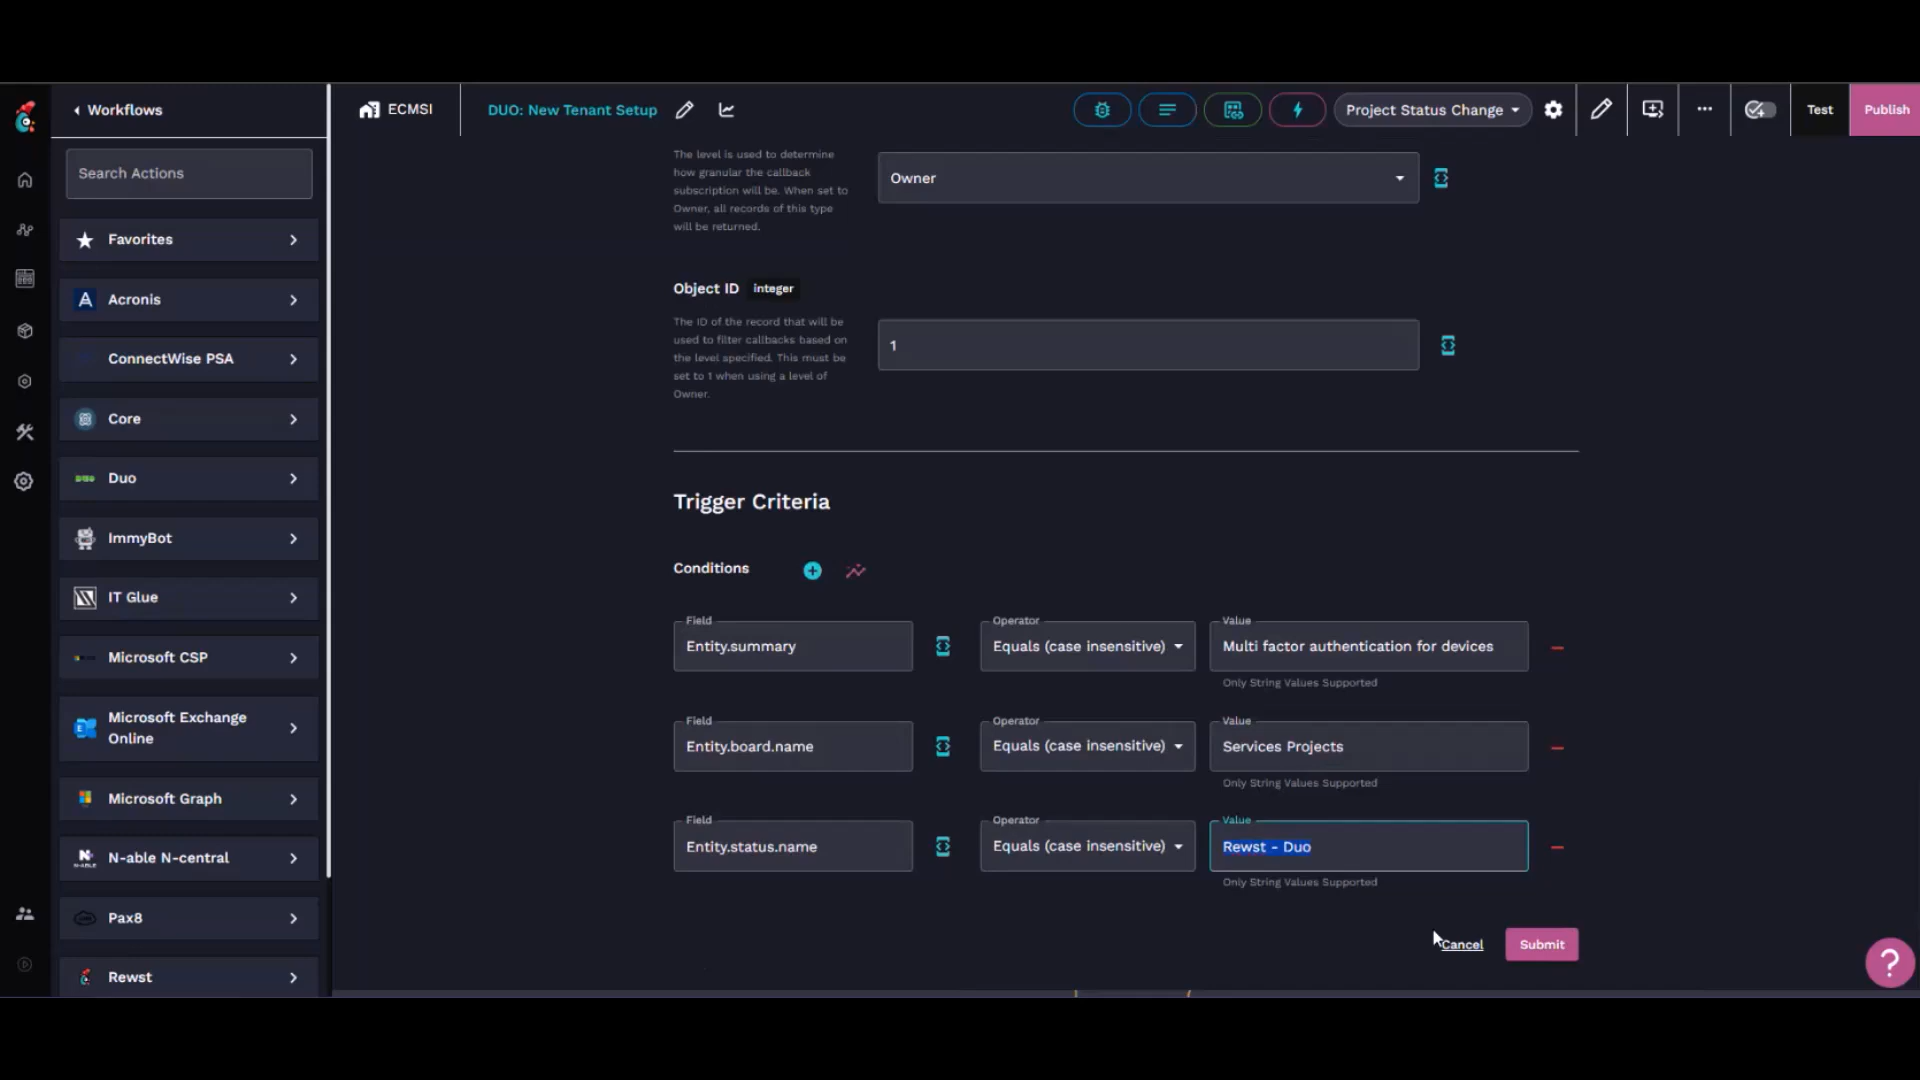 Workflows
ECMSI
DUO: New Tenant Setup
Project Status Change
...
Test
Publish
Search Actions
Favorites
Acronis
ConnectWise PSA
Core
Duo
ImmyBot
IT Glue
Microsoft CSP
Microsoft Exchange
Online
Microsoft Graph
N-able N-central
Pax8
Rewst
The level is used to determine
how granular the callback
subscription will be. When set to
Owner, all records of this type
will be returned.
Owner
Object ID integer
The ID of the record that will be
used to filter callbacks based on
the level specified. This must be
set to 1 when using a level of
Owner.
1
Trigger Criteria
Conditions
Field Operator Value
Entity.summary Equals (case insensitive) Multi factor authentication for devices
Only String Values Supported
Field Operator Value
Entity.board.name Equals (case insensitive) Services Projects
Only String Values Supported
Field Operator Value
Entity.status.name Equals (case insensitive) Rewst - Duo
Only String Values Supported
Cancel Submit
?